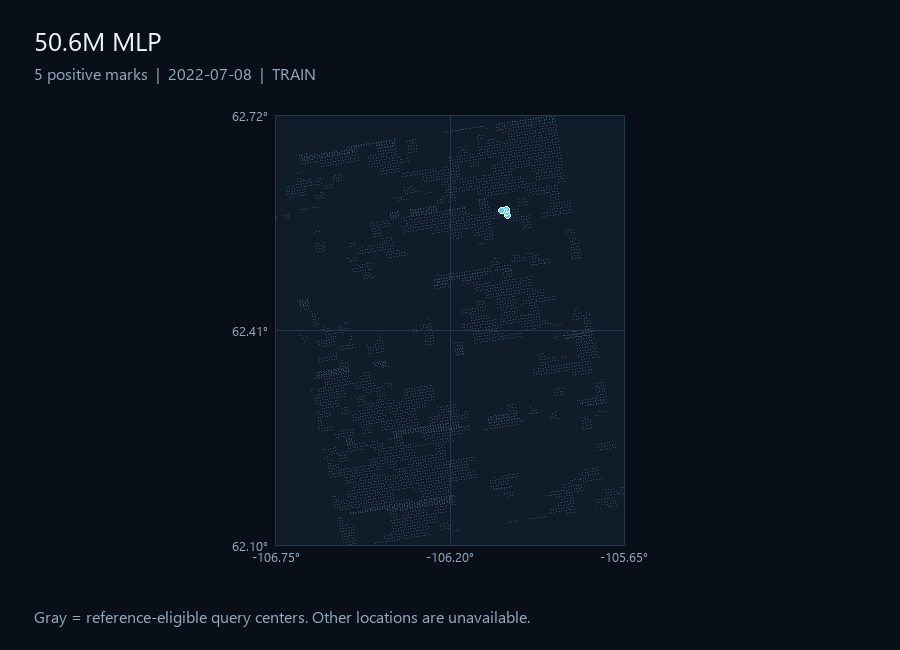 50.6M MLP
5 positive marks | 2022-07-08 | TRAIN
62.72°
62.41°
62.10°
-106.75°
-106.20°
-105.65°
Gray = reference-eligible query centers. Other locations are unavailable.